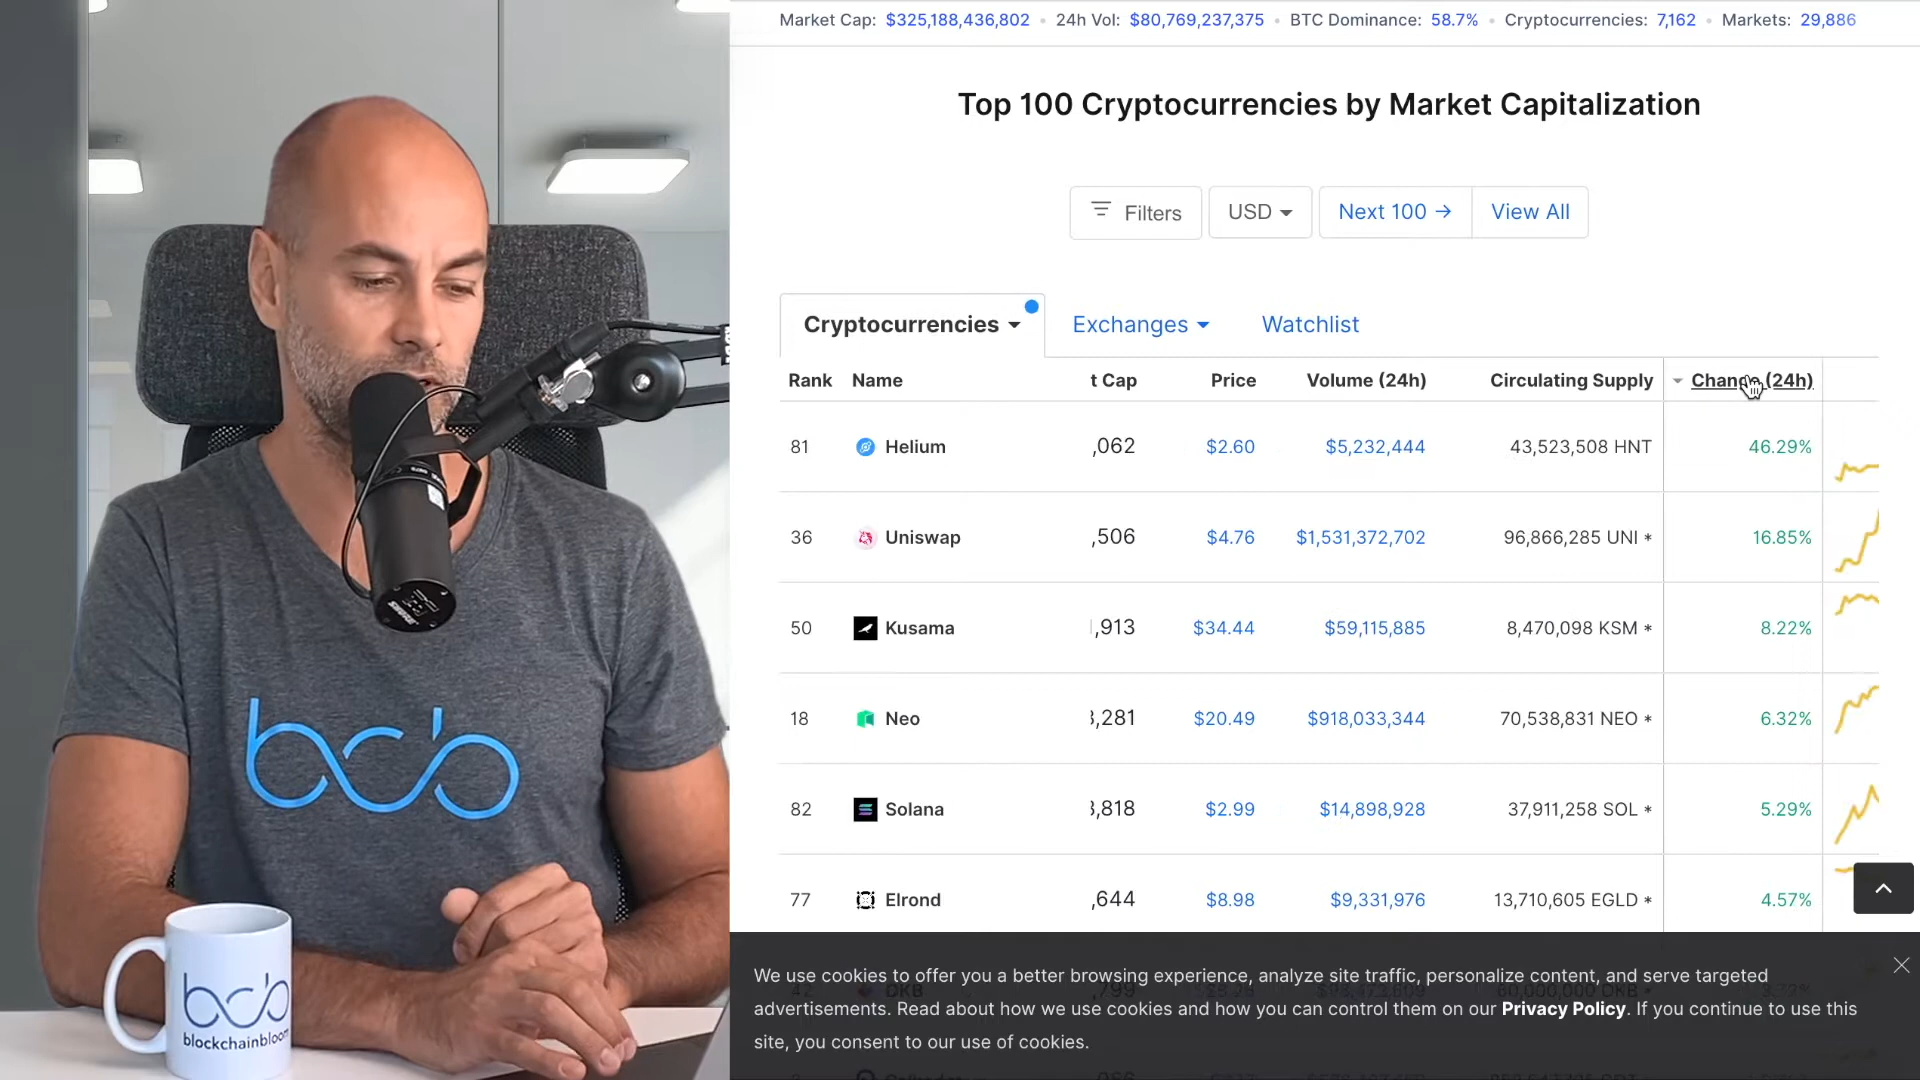 Market Cap: $325,188,436,802 • 24h Vol: $80,769,237,375 • BTC Dominance: 58.7% • Cryptocurrencies: 7,162 • Markets: 29,886
Top 100 Cryptocurrencies by Market Capitalization
Filters USD Next 100 → View All
Cryptocurrencies Exchanges Watchlist
Rank Name t Cap Price Volume (24h) Circulating Supply Change (24h)
81 Helium ,062 $2.60 $5,232,444 43,523,508 HNT 46.29%
36 Uniswap ,506 $4.76 $1,531,372,702 96,866,285 UNI * 16.85%
50 Kusama ,913 $34.44 $59,115,885 8,470,098 KSM * 8.22%
18 Neo ,281 $20.49 $918,033,344 70,538,831 NEO * 6.32%
82 Solana ,818 $2.99 $14,898,928 37,911,258 SOL * 5.29%
77 Elrond ,644 $8.98 $9,331,976 13,710,605 EGLD * 4.57%
We use cookies to offer you a better browsing experience, analyze site traffic, personalize content, and serve targeted
advertisements. Read about how we use cookies and how you can control them on our Privacy Policy. If you continue to use this
site, you consent to our use of cookies.
bcb
SHURE
bcb
blockchainbloom